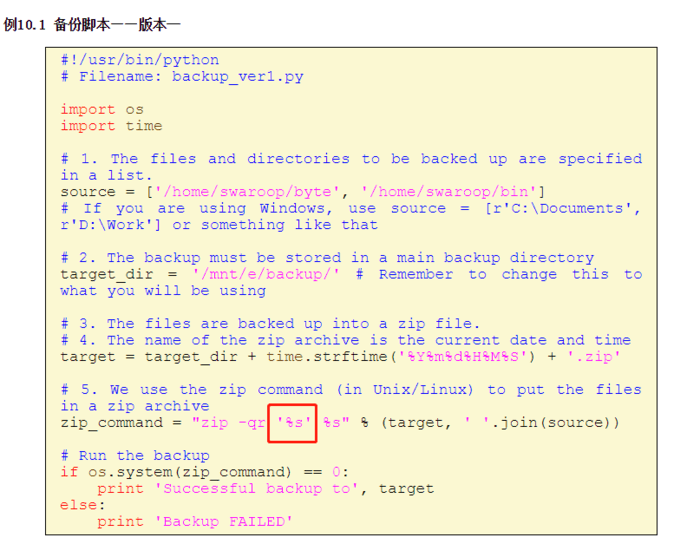 例10.1 备份脚本——版本一
#!/usr/bin/python
# Filename: backup_ver1.py
import os
import time
# 1. The files and directories to be backed up are specified
in a list.
source = ['/home/swaroop/byte', '/home/swaroop/bin']
# If you are using Windows, use source = [r'C:\Documents',
r'D:\Work'] or something like that
# 2. The backup must be stored in a main backup directory
target_dir = '/mnt/e/backup/' # Remember to change this to
what you will be using
# 3. The files are backed up into a zip file.
# 4. The name of the zip archive is the current date and time
target = target_dir + time.strftime('%Y%m%d%H%M%S') + '.zip'
# 5. We use the zip command (in Unix/Linux) to put the files
in a zip archive
zip_command = "zip -qr '%s' %s" % (target, ' '.join(source))
# Run the backup
if os.system(zip_command) == 0:
    print 'Successful backup to', target
else:
    print 'Backup FAILED'